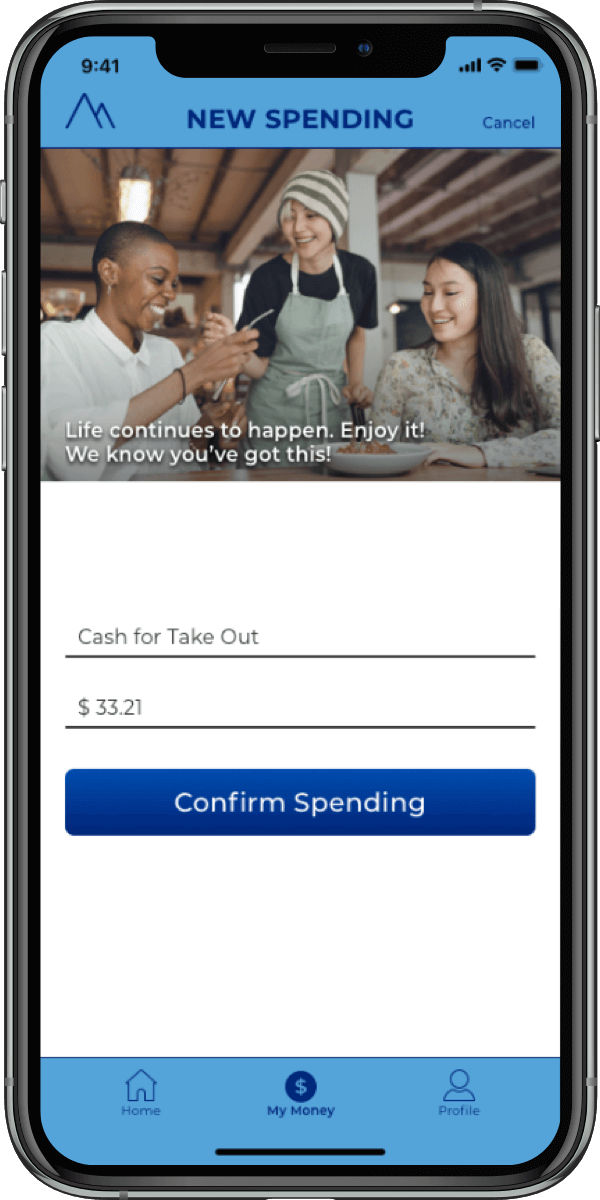 9:41
NEW SPENDING
Cancel
Life continues to happen. Enjoy it!
We know you've got this!
Cash for Take Out
$ 33.21
Confirm Spending
$
Home
My Money
Profile